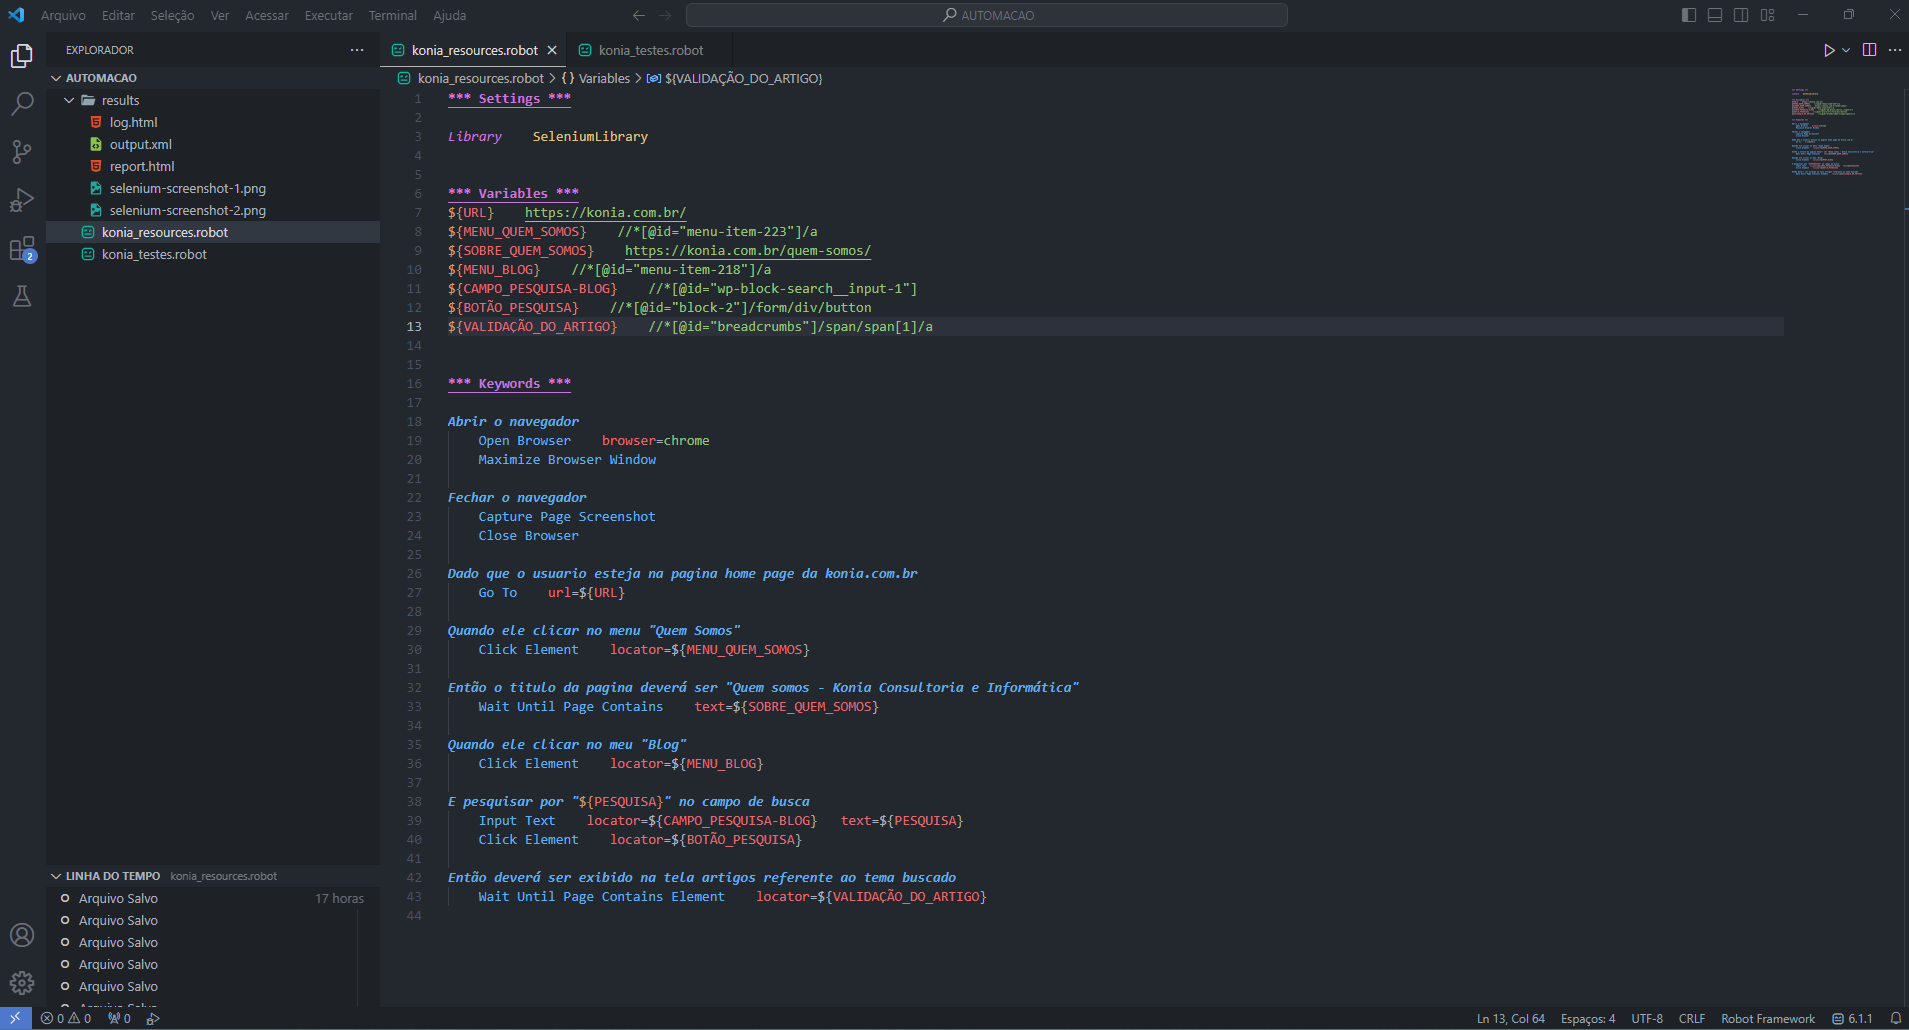 Arquivo Editar Seleção Ver Acessar Executar Terminal Ajuda
AUTOMACAO
EXPLORADOR
konia_resources.robot
konia_testes.robot
AUTOMACAO
konia_resources.robot > {} Variables > ${VALIDAÇÃO_DO_ARTIGO}
results
log.html
output.xml
report.html
selenium-screenshot-1.png
selenium-screenshot-2.png
konia_resources.robot
konia_testes.robot
2
1 *** Settings ***
2
3 Library    SeleniumLibrary
4
5
6 *** Variables ***
7 ${URL}    https://konia.com.br/
8 ${MENU_QUEM_SOMOS}    //*[@id="menu-item-223"]/a
9 ${SOBRE_QUEM_SOMOS}    https://konia.com.br/quem-somos/
10 ${MENU_BLOG}    //*[@id="menu-item-218"]/a
11 ${CAMPO_PESQUISA-BLOG}    //*[@id="wp-block-search__input-1"]
12 ${BOTÃO_PESQUISA}    //*[@id="block-2"]/form/div/button
13 ${VALIDAÇÃO_DO_ARTIGO}    //*[@id="breadcrumbs"]/span/span[1]/a
14
15
16 *** Keywords ***
17
18 Abrir o navegador
19     Open Browser    browser=chrome
20     Maximize Browser Window
21
22 Fechar o navegador
23     Capture Page Screenshot
24     Close Browser
25
26 Dado que o usuario esteja na pagina home page da konia.com.br
27     Go To    url=${URL}
28
29 Quando ele clicar no menu "Quem Somos"
30     Click Element    locator=${MENU_QUEM_SOMOS}
31
32 Então o titulo da pagina deverá ser "Quem somos - Konia Consultoria e Informática"
33     Wait Until Page Contains    text=${SOBRE_QUEM_SOMOS}
34
35 Quando ele clicar no meu "Blog"
36     Click Element    locator=${MENU_BLOG}
37
38 E pesquisar por "${PESQUISA}" no campo de busca
39     Input Text    locator=${CAMPO_PESQUISA-BLOG}   text=${PESQUISA}
40     Click Element    locator=${BOTÃO_PESQUISA}
41
42 Então deverá ser exibido na tela artigos referente ao tema buscado
43     Wait Until Page Contains Element    locator=${VALIDAÇÃO_DO_ARTIGO}
44
LINHA DO TEMPO konia_resources.robot
Arquivo Salvo 17 horas
Arquivo Salvo
Arquivo Salvo
Arquivo Salvo
Arquivo Salvo
0 0 0
Ln 13, Col 64 Espaços: 4 UTF-8 CRLF Robot Framework 6.1.1